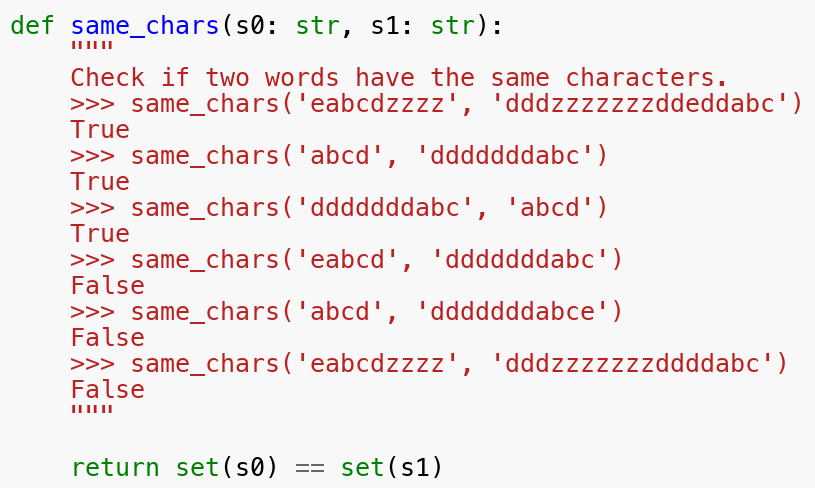 def same_chars(s0: str, s1: str):
    """
    Check if two words have the same characters.
    >>> same_chars('eabcdzzzz', 'dddzzzzzzzddeddabc')
    True
    >>> same_chars('abcd', 'dddddddabc')
    True
    >>> same_chars('dddddddabc', 'abcd')
    True
    >>> same_chars('eabcd', 'dddddddabc')
    False
    >>> same_chars('abcd', 'dddddddabce')
    False
    >>> same_chars('eabcdzzzz', 'dddzzzzzzzddddabc')
    False
    """

    return set(s0) == set(s1)